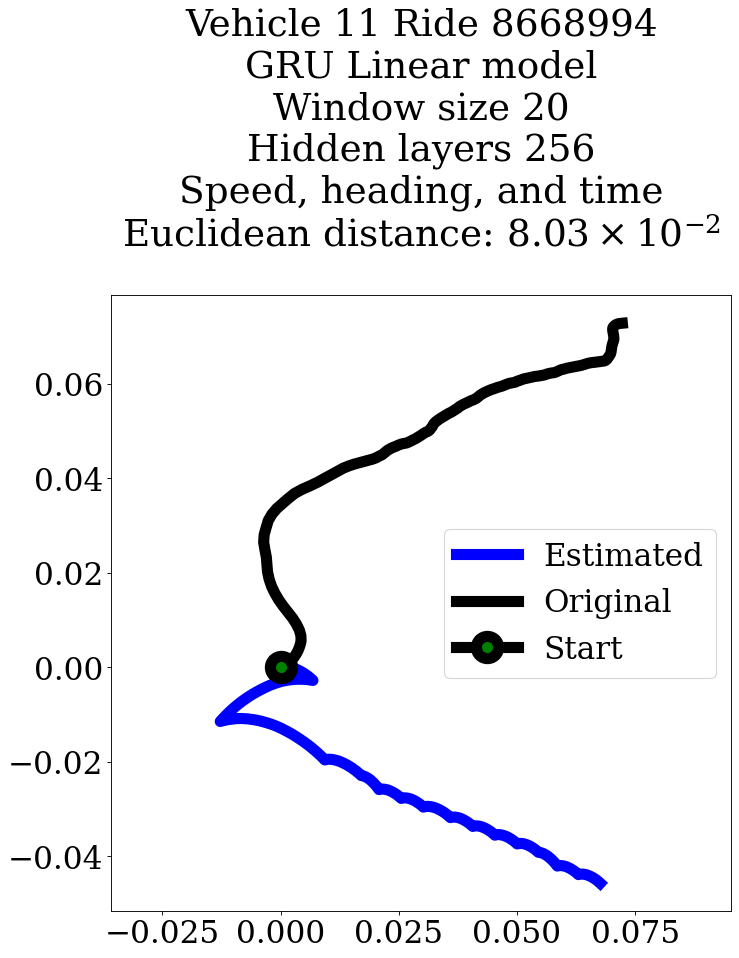 Vehicle 11 Ride 8668994
GRU Linear model
Window size 20
Hidden layers 256
Speed, heading, and time
Euclidean distance: 8.03 × 10⁻²
0.06
0.04
0.02
0.00
−0.02
−0.04
Estimated
Original
Start
−0.025 0.000 0.025 0.050 0.075